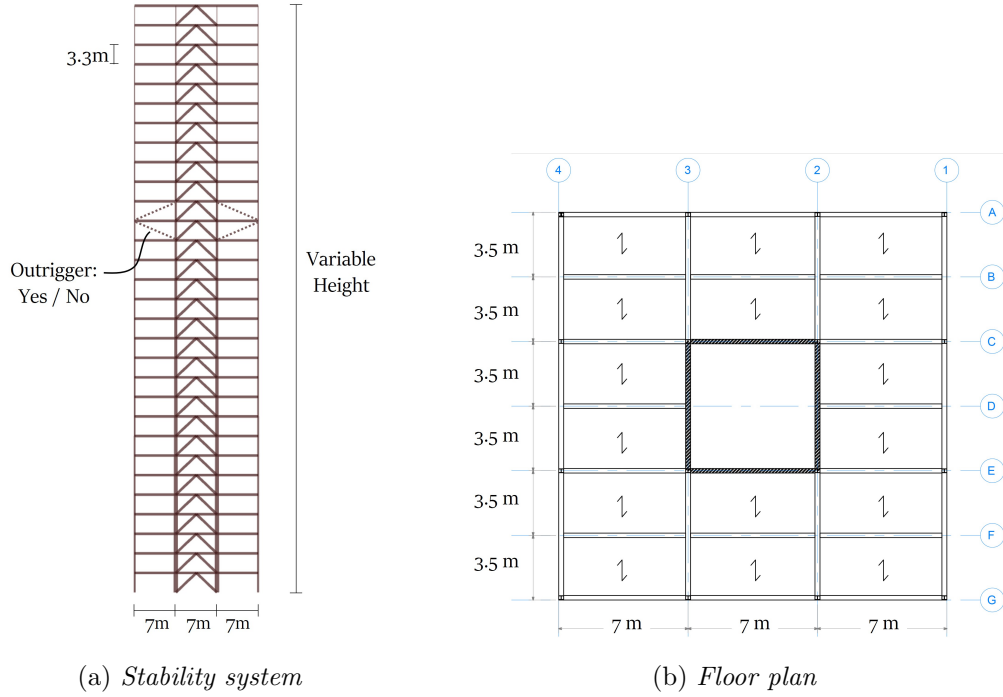 3.3m
Outrigger:
Yes / No
Variable
Height
7m 7m 7m
(a) Stability system
4 3 2 1
A
3.5 m
B
3.5 m
C
3.5 m
D
3.5 m
E
3.5 m
F
3.5 m
G
7 m 7 m 7 m
(b) Floor plan